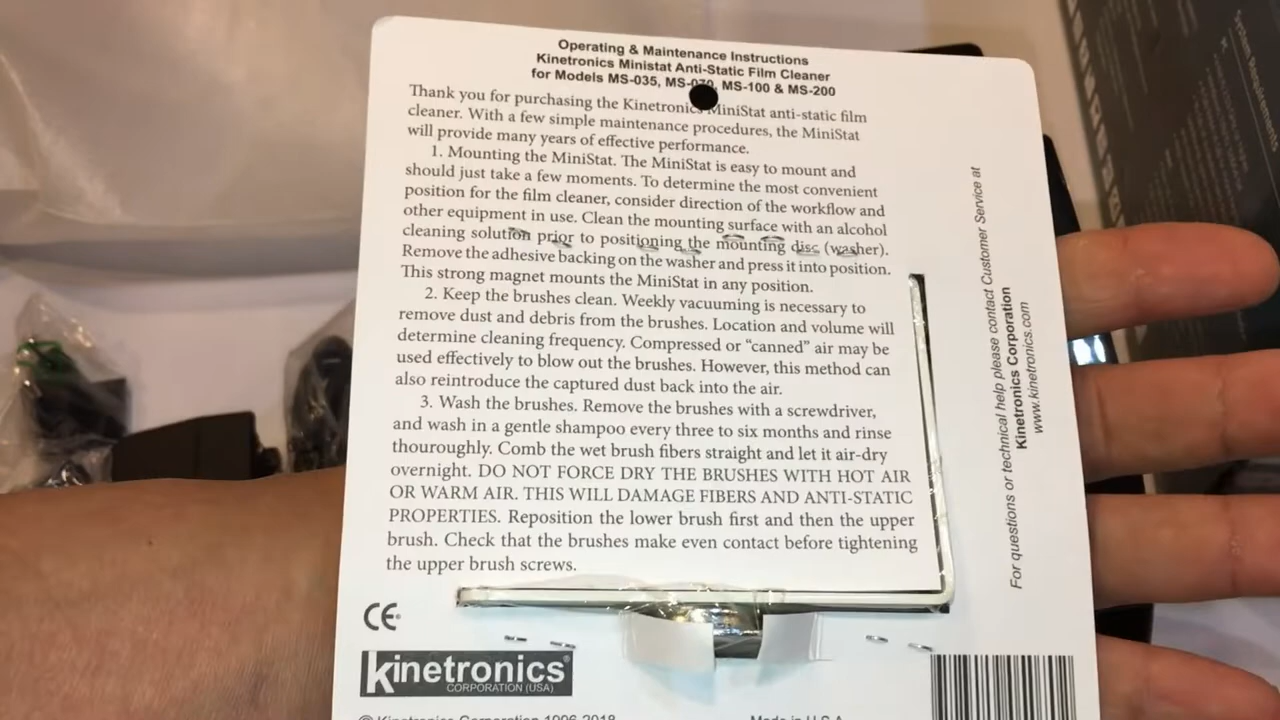 Operating & Maintenance Instructions
Kinetronics Ministat Anti-Static Film Cleaner
for Models MS-035, MS-070, MS-100 & MS-200
Thank you for purchasing the Kinetronics MiniStat anti-static film
cleaner. With a few simple maintenance procedures, the MiniStat
will provide many years of effective performance.
1. Mounting the MiniStat. The MiniStat is easy to mount and
should just take a few moments. To determine the most convenient
position for the film cleaner, consider direction of the workflow and
other equipment in use. Clean the mounting surface with an alcohol
cleaning solution prior to positioning the mounting disc (washer).
Remove the adhesive backing on the washer and press it into position.
This strong magnet mounts the MiniStat in any position.
2. Keep the brushes clean. Weekly vacuuming is necessary to
remove dust and debris from the brushes. Location and volume will
determine cleaning frequency. Compressed or “canned” air may be
used effectively to blow out the brushes. However, this method can
also reintroduce the captured dust back into the air.
3. Wash the brushes. Remove the brushes with a screwdriver,
and wash in a gentle shampoo every three to six months and rinse
thouroughly. Comb the wet brush fibers straight and let it air-dry
overnight. DO NOT FORCE DRY THE BRUSHES WITH HOT AIR
OR WARM AIR. THIS WILL DAMAGE FIBERS AND ANTI-STATIC
PROPERTIES. Reposition the lower brush first and then the upper
brush. Check that the brushes make even contact before tightening
the upper brush screws.
CE
kinetronics®
CORPORATION (USA)
© Kinetronics Corporation 1996-2018
Made in U.S.A.
For questions or technical help please contact Customer Service at
Kinetronics Corporation
www.kinetronics.com
System Requirements